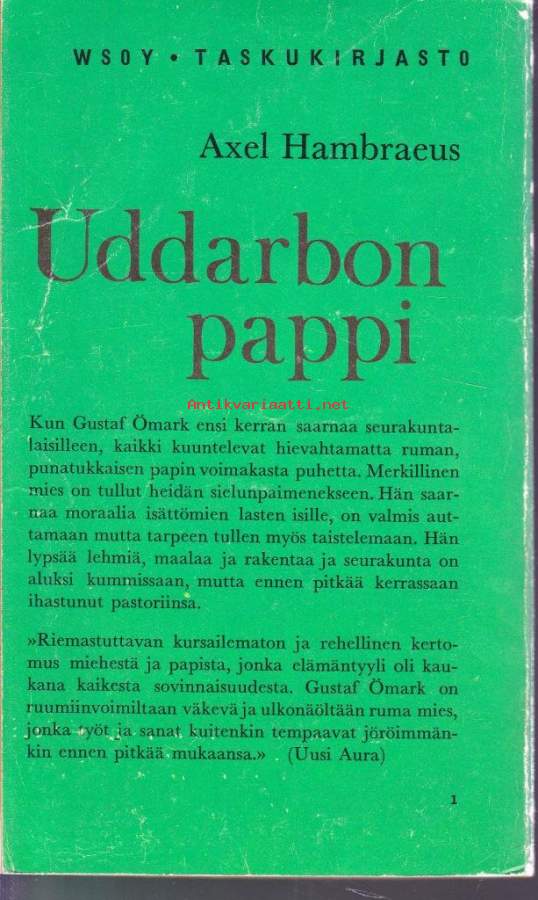 WSOY • TASKUKIRJASTO
Axel Hambraeus
Uddarbon
pappi
Antikvariaatti.net
Kun Gustaf Ömark ensi kerran saarnaa seurakunta-
laisilleen, kaikki kuuntelevat hievahtamatta ruman,
punatukkaisen papin voimakasta puhetta. Merkillinen
mies on tullut heidän sielunpaimenekseen. Hän saar-
naa moraalia isättömien lasten isille, on valmis aut-
tamaan mutta tarpeen tullen myös taistelemaan. Hän
lypsää lehmiä, maalaa ja rakentaa ja seurakunta on
aluksi kummissaan, mutta ennen pitkää kerrassaan
ihastunut pastoriinsa.
»Riemastuttavan kursailematon ja rehellinen kerto-
mus miehestä ja papista, jonka elämäntyyli oli kau-
kana kaikesta sovinnaisuudesta. Gustaf Ömark on
ruumiinvoimiltaan väkevä ja ulkonäöltään ruma mies,
jonka työt ja sanat kuitenkin tempaavat jöröimmän-
kin ennen pitkää mukaansa.» (Uusi Aura)
1